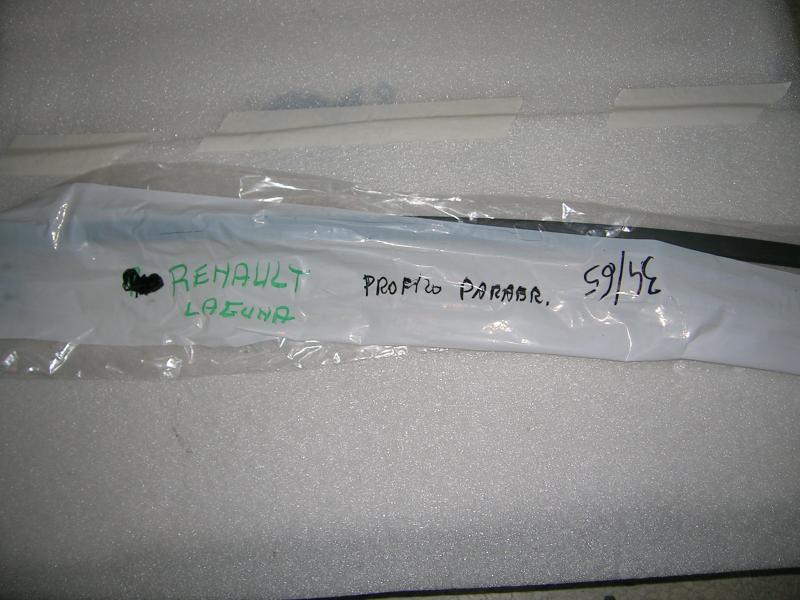 RENAULT
LAGUNA
PROFILO PARABR.
34/65